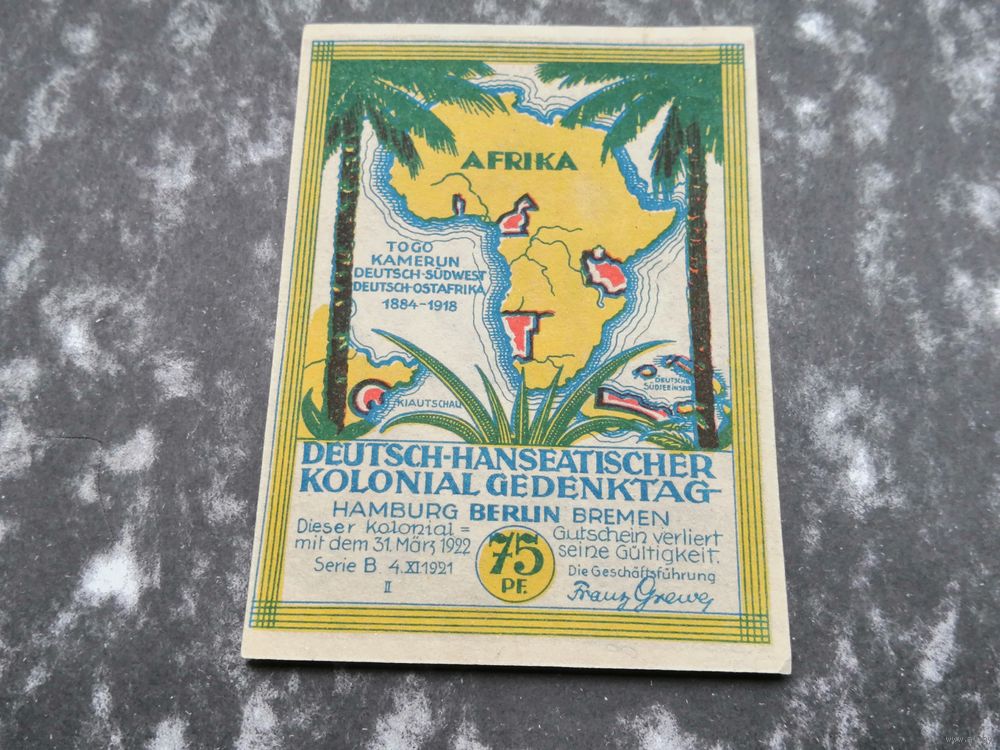 AFRIKA
TOGO
KAMERUN
DEUTSCH-SÜDWEST
DEUTSCH-OSTAFRIKA
1884-1918
DEUTSCHE
SÜDSEEINSELN
KIAUTSCHAU
DEUTSCH-HANSEATISCHER
KOLONIAL GEDENKTAG
HAMBURG BERLIN BREMEN
Dieser Kolonial=
mit dem 31. März 1922
Serie B. 4.XI 1921
II
75
PF.
Gutschein verliert
seine Gültigkeit.
Die Geschäftsführung
Franz Grewe